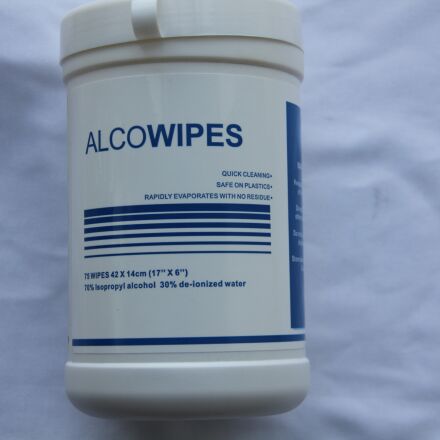 ALCOWIPES
QUICK CLEANING•
SAFE ON PLASTICS•
RAPIDLY EVAPORATES WITH NO RESIDUE•
75 WIPES 42 X 14cm (17" X 6")
70% Isopropyl alcohol 30% de-ionized water